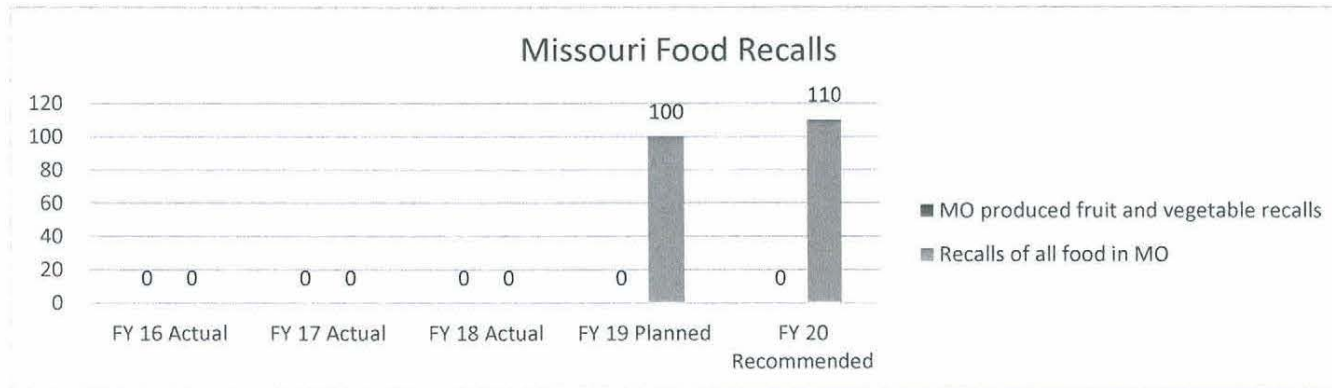 Missouri Food Recalls
120
100
80
60
40
20
0
0 0
0 0
0 0
0 100
0 110
FY 16 Actual
FY 17 Actual
FY 18 Actual
FY 19 Planned
FY 20
Recommended
MO produced fruit and vegetable recalls
Recalls of all food in MO